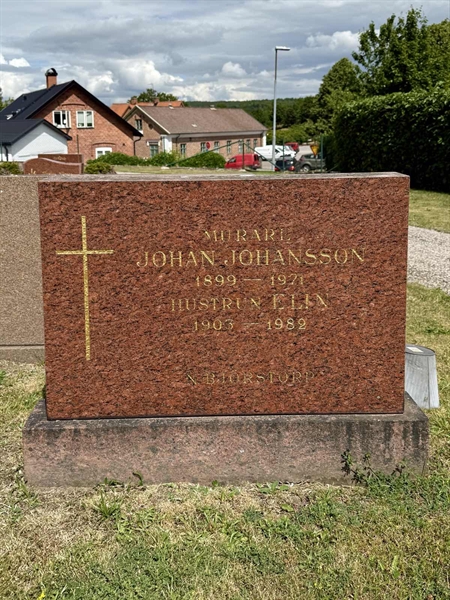 MURARE
JOHAN JOHANSSON
1899 — 1971
HUSTRUN ELIN
1903 — 1982
N. BJÖRSTORP